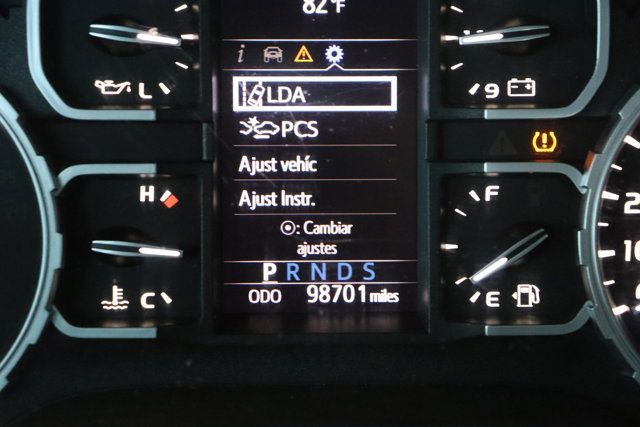 82°F
i
L
LDA
9
PCS
Ajust vehíc
H
Ajust Instr.
F
: Cambiar
ajustes
P R N D S
C
ODO 98701 miles
E